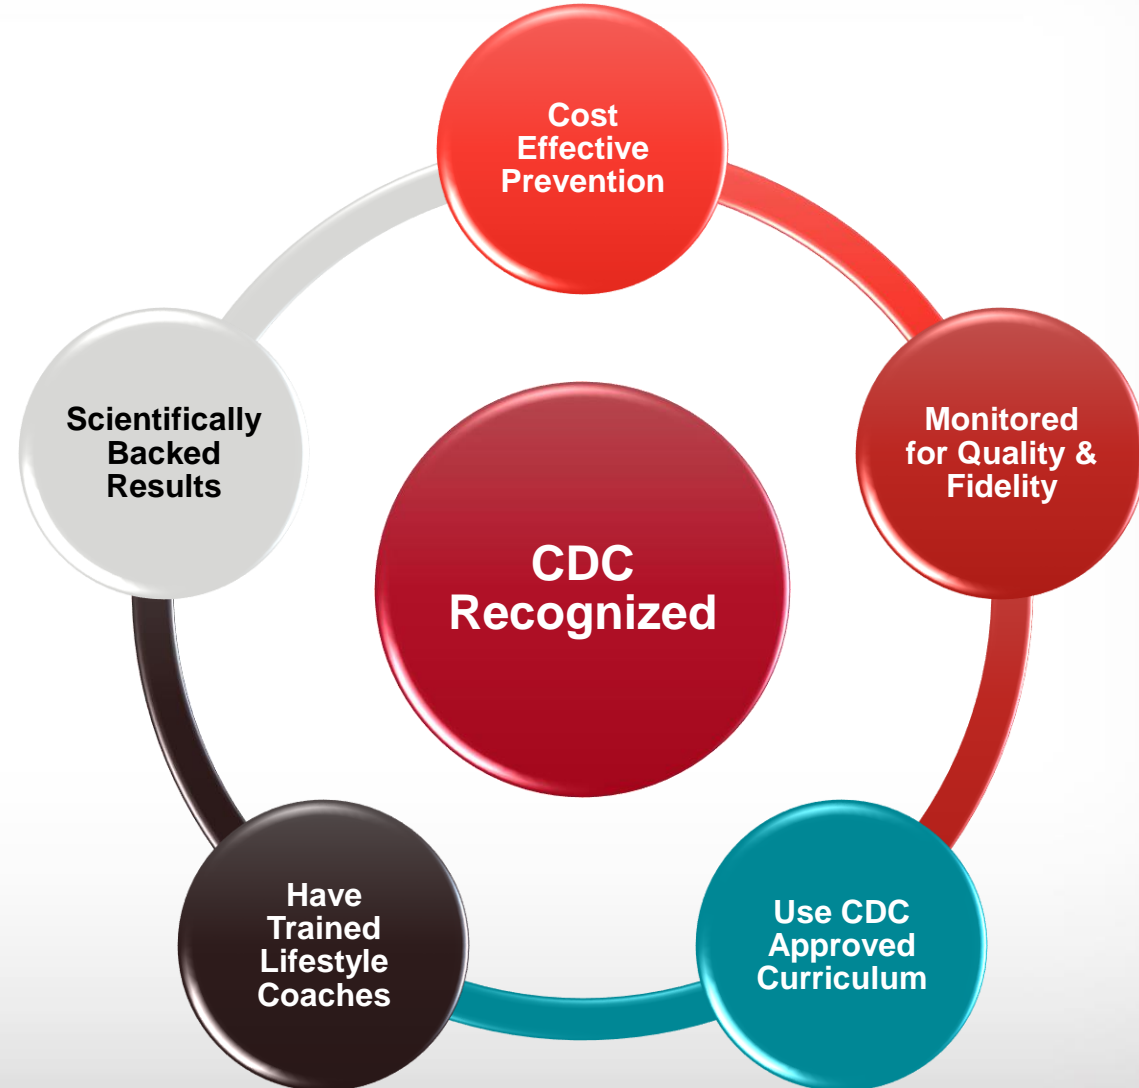 Cost
Effective
Prevention
Monitored
for Quality &
Fidelity
Use CDC
Approved
Curriculum
Have
Trained
Lifestyle
Coaches
Scientifically
Backed
Results
CDC
Recognized